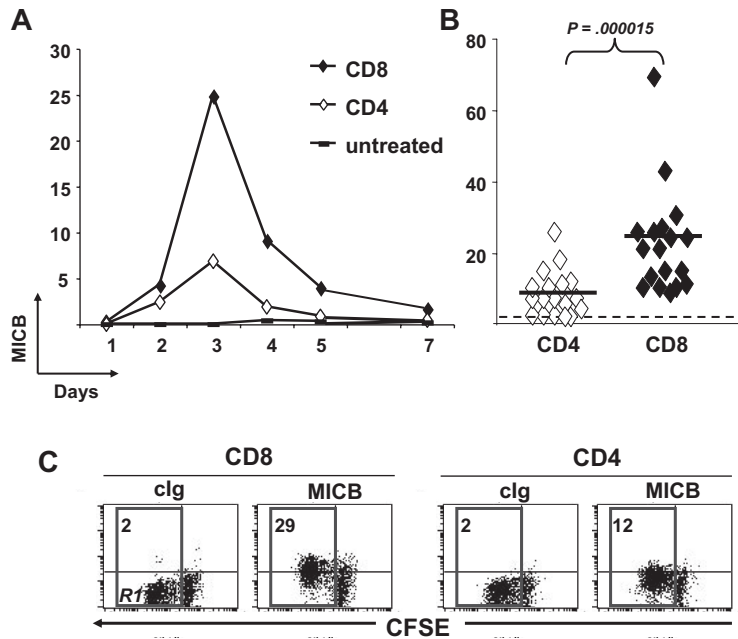 A
30
25
20
15
10
5
CD8
CD4
untreated
1 2 3 4 5 7
MICB
Days
B
P = .000015
80
60
40
20
CD4 CD8
C
CD8 CD4
cIg MICB cIg MICB
2 29 2 12
R1
CFSE